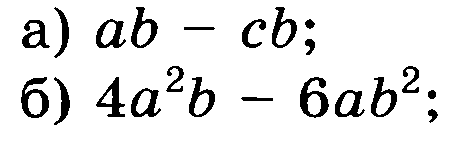 а) ab − cb;
б) 4a²b − 6ab²;